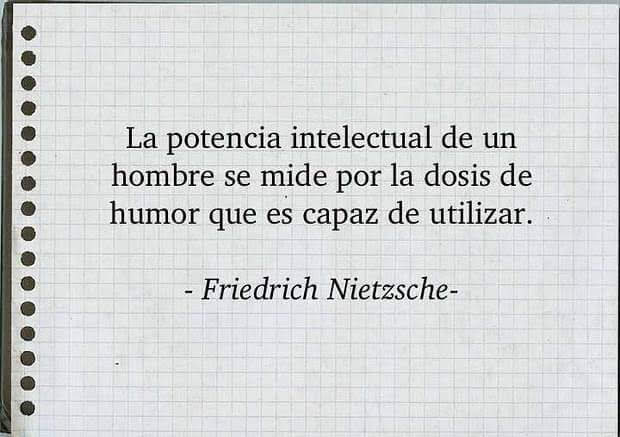 La potencia intelectual de un
hombre se mide por la dosis de
humor que es capaz de utilizar.
- Friedrich Nietzsche-